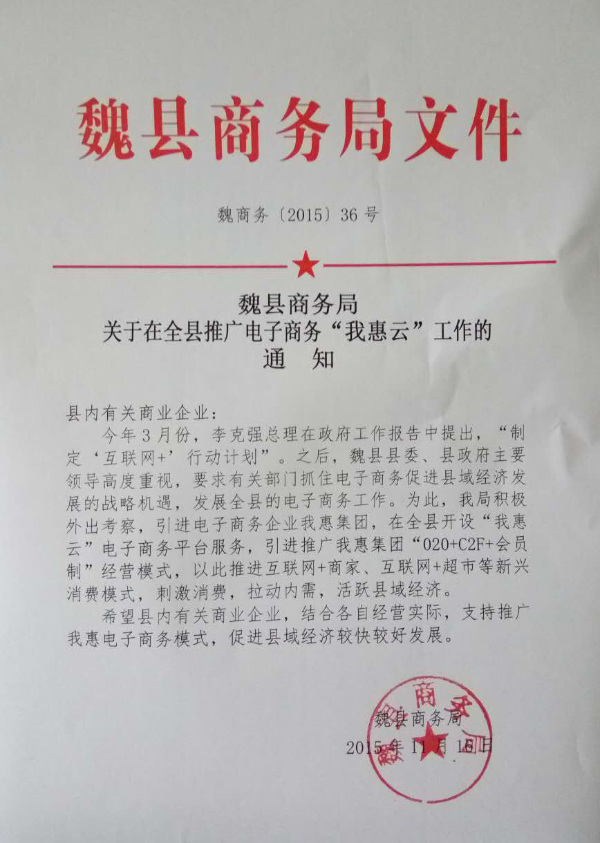 魏县商务局文件
魏商务〔2015〕36号
魏县商务局
关于在全县推广电子商务“我惠云”工作的
通 知
县内有关商业企业：
今年3月份，李克强总理在政府工作报告中提出，“制
定‘互联网+’行动计划”。之后，魏县县委、县政府主要
领导高度重视，要求有关部门抓住电子商务促进县域经济发
展的战略机遇，发展全县的电子商务工作。为此，我局积极
外出考察，引进电子商务企业我惠集团，在全县开设“我惠
云”电子商务平台服务，引进推广我惠集团“O2O+C2F+会员
制”经营模式，以此推进互联网+商家、互联网+超市等新兴
消费模式，刺激消费，拉动内需，活跃县域经济。
希望县内有关商业企业，结合各自经营实际，支持推广
我惠电子商务模式，促进县域经济较快较好发展。
魏县商务局
2015年11月16日
魏县商务局